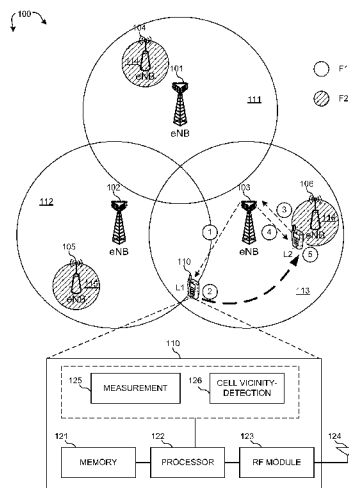 100
104
114
eNB
101
eNB
111
F1
F2
112
102
eNB
103
eNB
106
eNB
105
eNB
1
3
4
5
L2
110
L1
2
113
110
125
MEASUREMENT
126
CELL VICINITY-
DETECTION
121
MEMORY
122
PROCESSOR
123
RF MODULE
124